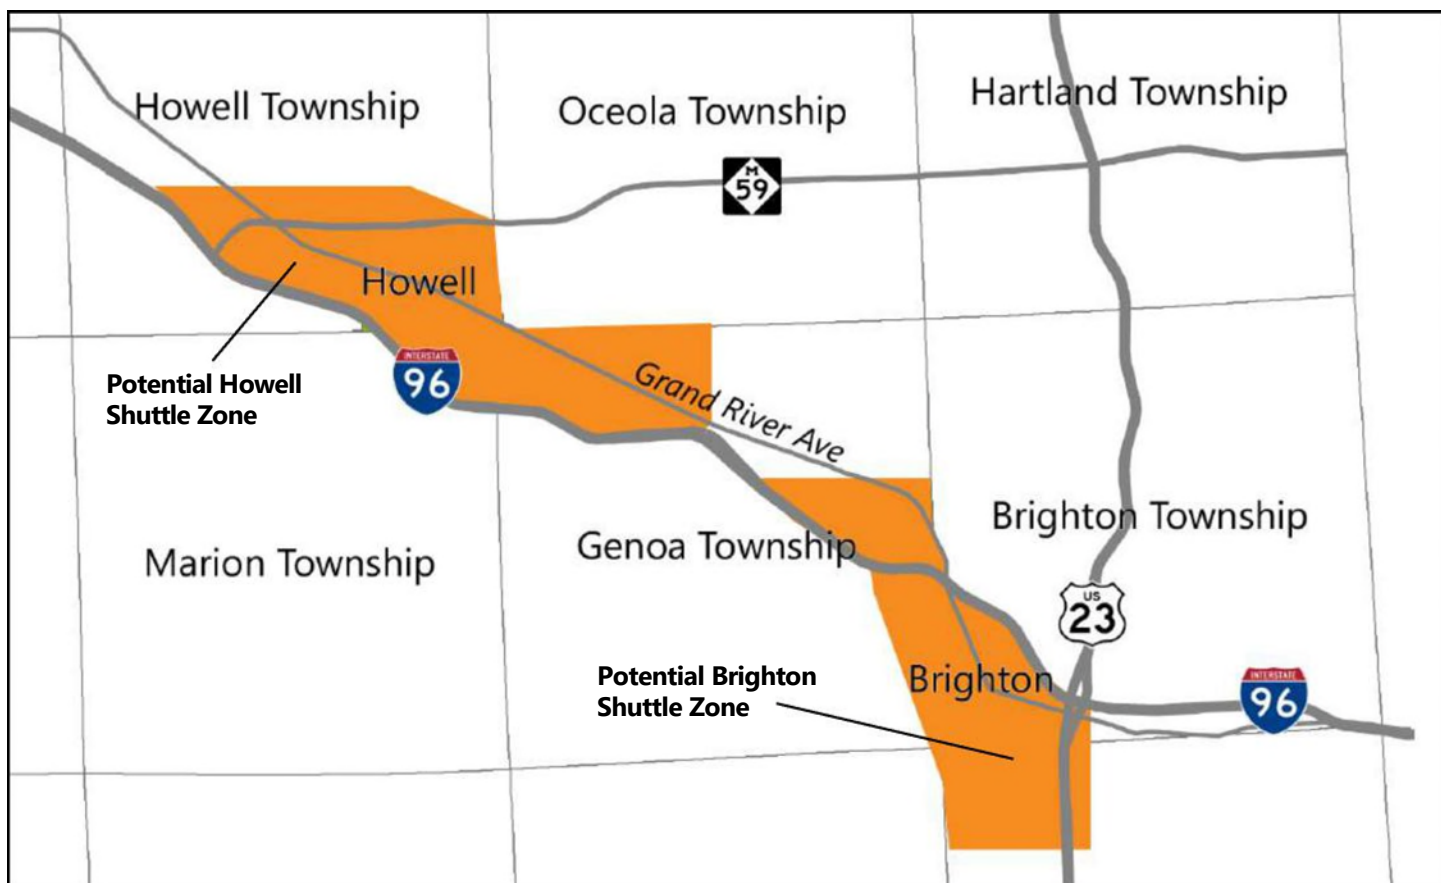 Howell Township
Oceola Township
Hartland Township
M
59
Howell
Potential Howell
Shuttle Zone
INTERSTATE
96
Grand River Ave
Marion Township
Genoa Township
Brighton Township
US
23
Potential Brighton
Shuttle Zone
Brighton
INTERSTATE
96